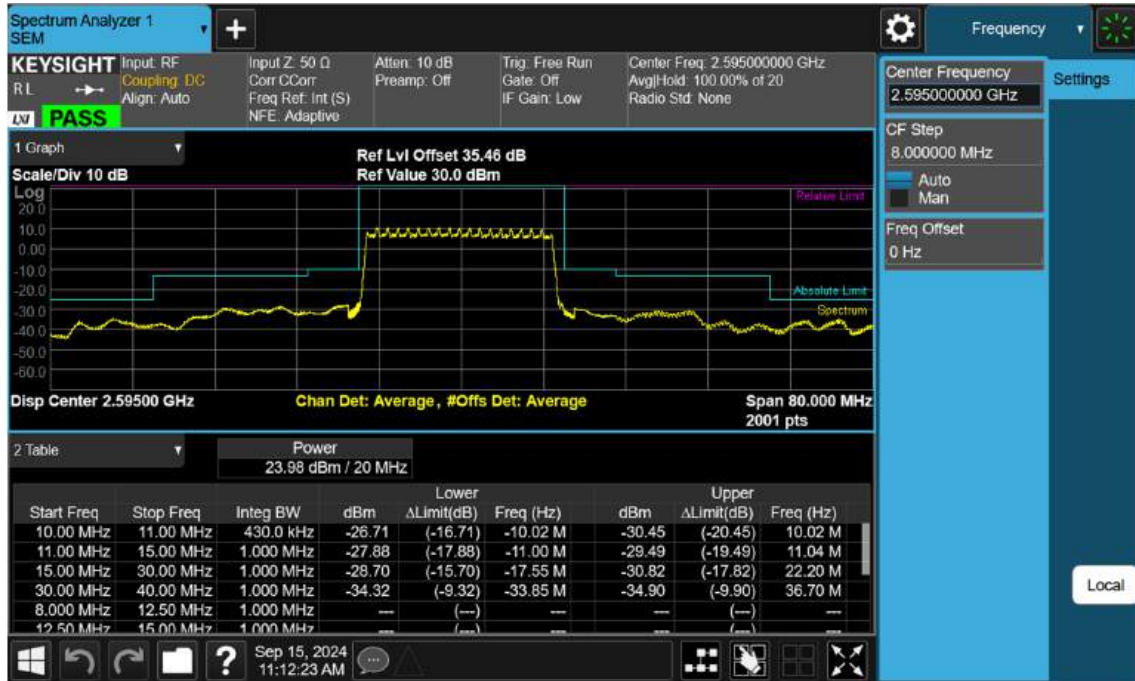 Spectrum Analyzer 1
SEM
+
Frequency
KEYSIGHT
R L
LXI
PASS
Input: RF
Coupling: DC
Align: Auto
Input Z: 50 Ω
Corr CCorr
Freq Ref: Int (S)
NFE: Adaptive
Atten: 10 dB
Preamp: Off
Trig: Free Run
Gate: Off
IF Gain: Low
Center Freq: 2.595000000 GHz
Avg|Hold: 100.00% of 20
Radio Std: None
Center Frequency
2.595000000 GHz
Settings
CF Step
8.000000 MHz
Auto
Man
Freq Offset
0 Hz
Local
1 Graph
Scale/Div 10 dB
Ref Lvl Offset 35.46 dB
Ref Value 30.0 dBm
Log
20.0
10.0
0.00
-10.0
-20.0
-30.0
-40.0
-50.0
-60.0
Relative Limit
Absolute Limit
Spectrum
Disp Center 2.59500 GHz
Chan Det: Average, #Offs Det: Average
Span 80.000 MHz
2001 pts
2 Table
Power
23.98 dBm / 20 MHz
Lower Upper
Start Freq Stop Freq Integ BW dBm ΔLimit(dB) Freq (Hz) dBm ΔLimit(dB) Freq (Hz)
10.00 MHz 11.00 MHz 430.0 kHz -26.71 (-16.71) -10.02 M -30.45 (-20.45) 10.02 M
11.00 MHz 15.00 MHz 1.000 MHz -27.88 (-17.88) -11.00 M -29.49 (-19.49) 11.04 M
15.00 MHz 30.00 MHz 1.000 MHz -28.70 (-15.70) -17.55 M -30.82 (-17.82) 22.20 M
30.00 MHz 40.00 MHz 1.000 MHz -34.32 (-9.32) -33.85 M -34.90 (-9.90) 36.70 M
8.000 MHz 12.50 MHz 1.000 MHz --- (---) --- --- (---) ---
12.50 MHz 15.00 MHz 1.000 MHz --- (---) --- --- (---) ---
?
Sep 15, 2024
11:12:23 AM